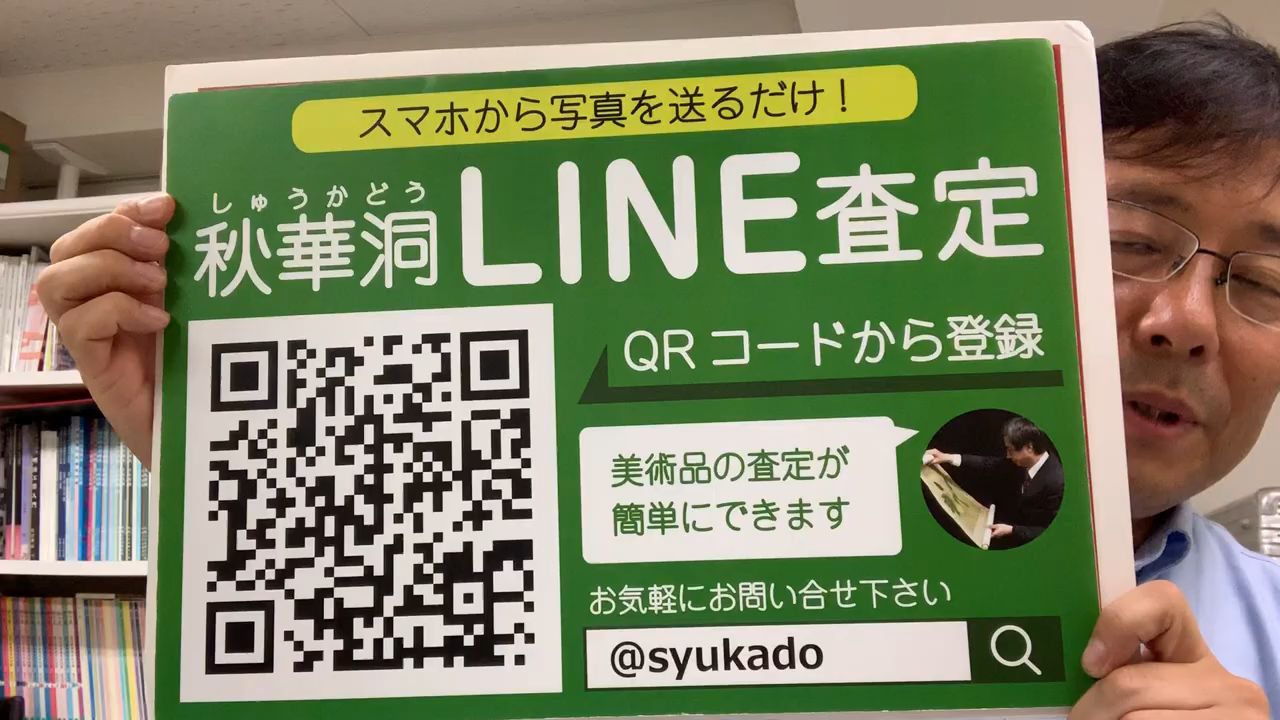 スマホから写真を送るだけ！
しゅうかどう
秋華洞LINE査定
QRコードから登録
美術品の査定が
簡単にできます
お気軽にお問い合せ下さい
@syukado